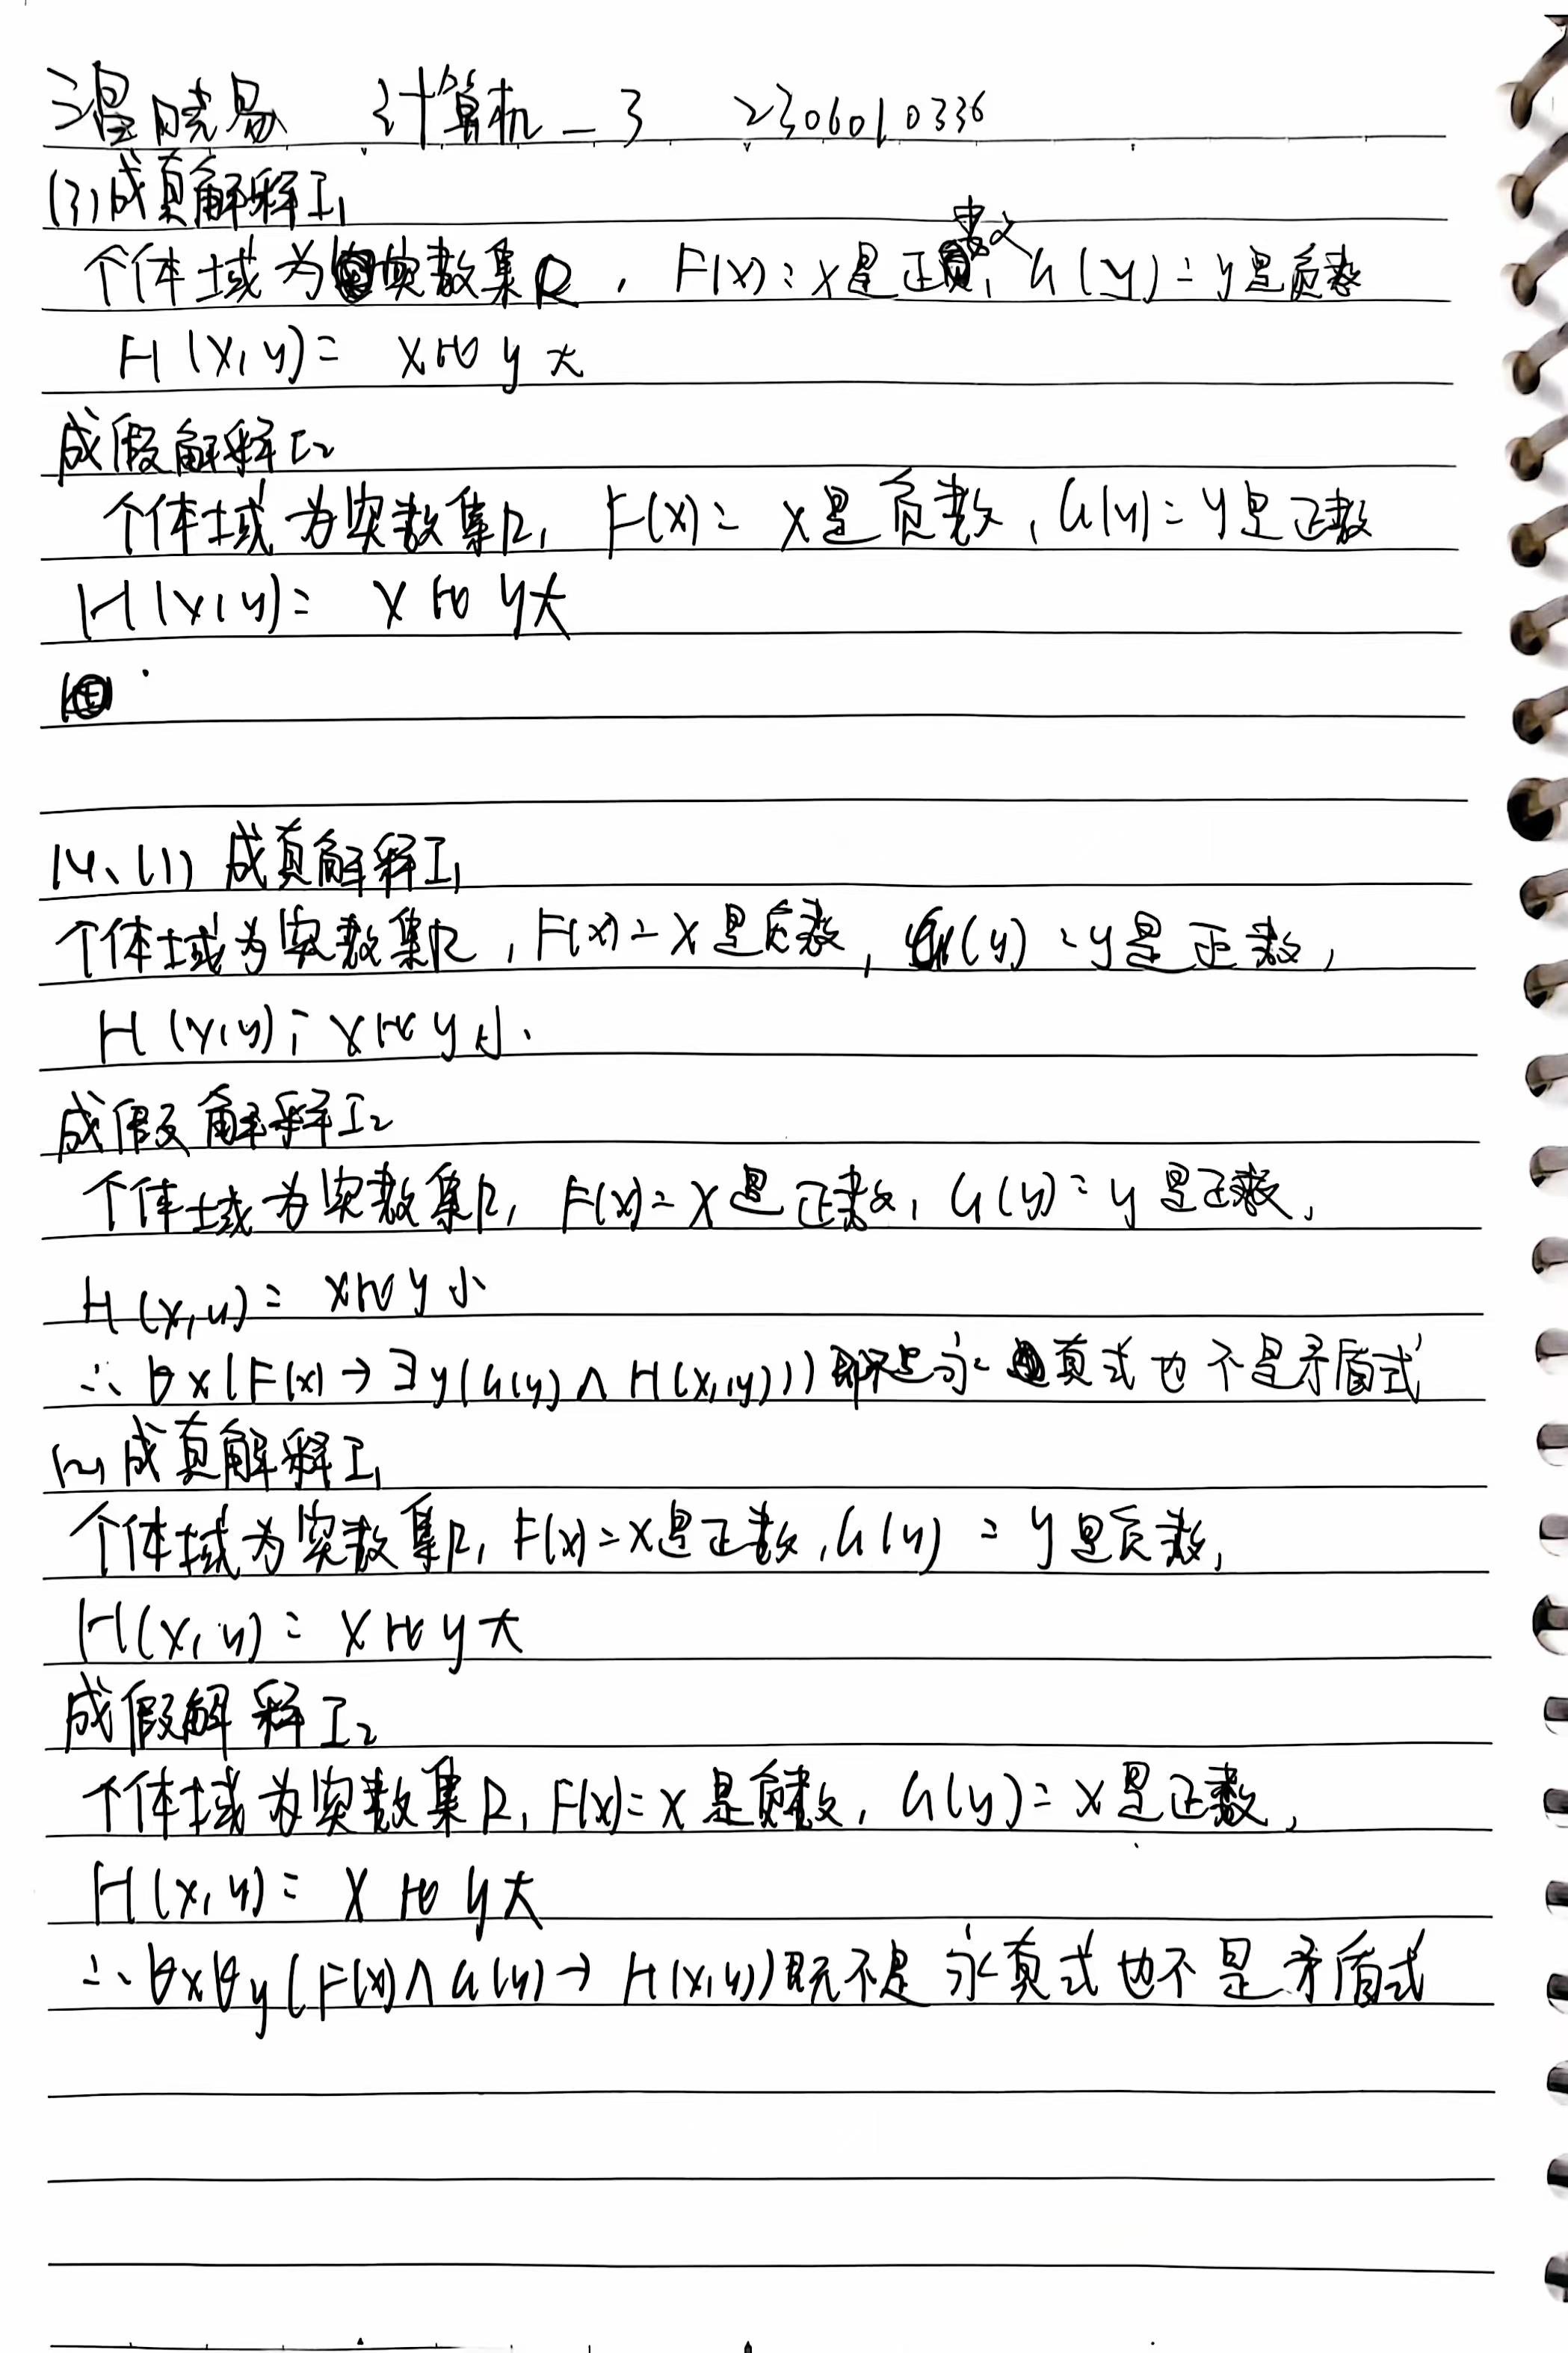 温晓易 计算机_3 2306010336
(3)成真解释I₁
个体域为实数集R，F(x)：x是正数，G(y)：y是负数
H(x,y)： x比y大
成假解释I₂
个体域为实数集R，F(x)：x是负数，G(y)：y是正数
H(x,y)： x比y大
14、(1) 成真解释I₁
个体域为实数集R，F(x)：x是负数，G(y)：y是正数，
H(x,y)：x比y小.
成假解释I₂
个体域为实数集R，F(x)：x是正数，G(y)：y是正数，
H(x,y)： x比y小
∴∀x(F(x)→∃y(G(y)∧H(x,y))) 即不是永真式也不是矛盾式
(2)成真解释I₁
个体域为实数集R，F(x)：x是正数，G(y)：y是负数，
H(x,y)：x比y大
成假解释I₂
个体域为实数集R，F(x)：x是负数，G(y)：x是正数，
H(x,y)：x比y大
∴∀x∀y(F(x)∧G(y)→H(x,y))既不是永真式也不是矛盾式